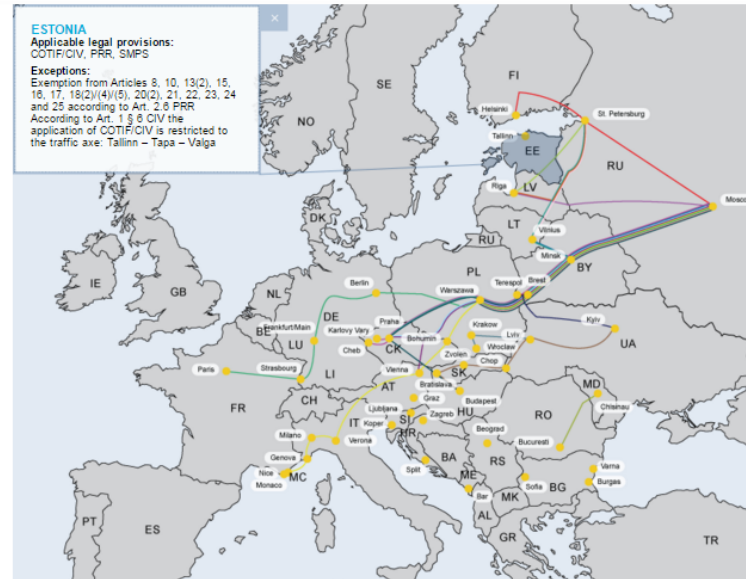 ESTONIA
Applicable legal provisions:
COTIF/CIV, PRR, SMPS
Exceptions:
Exemption from Articles 8, 10, 13(2), 15,
16, 17, 18(2)/(4)/(5), 20(2), 21, 22, 23, 24
and 25 according to Art. 2.6 PRR
According to Art. 1 § 6 CIV the
application of COTIF/CIV is restricted to
the traffic axe: Tallinn – Tapa – Valga
×
FI
SE
NO
Helsinki
St. Petersburg
Tallinn
EE
RU
Riga
LV
Mosco
DK
LT
Vilnius
RU
Minsk
BY
IE
GB
NL
Berlin
PL
Terespol
Brest
Warszawa
DE
BE
Frankfurt/Main
Karlovy Vary
Praha
Krakow
Lviv
Kyiv
UA
LU
Bohumin
Wroclaw
CK
Cheb
Zvolen
Chop
Paris
Strasbourg
LI
Vienna
SK
AT
Bratislava
MD
FR
CH
Graz
Budapest
Chisinau
Ljubljana
HU
RO
IT
SI
Zagreb
Milano
Koper
HR
Verona
Beograd
Bucuresti
Genova
BA
RS
Nice
MC
Monaco
Split
ME
Varna
Sofia
Burgas
Bar
MK
BG
PT
ES
AL
GR
TR